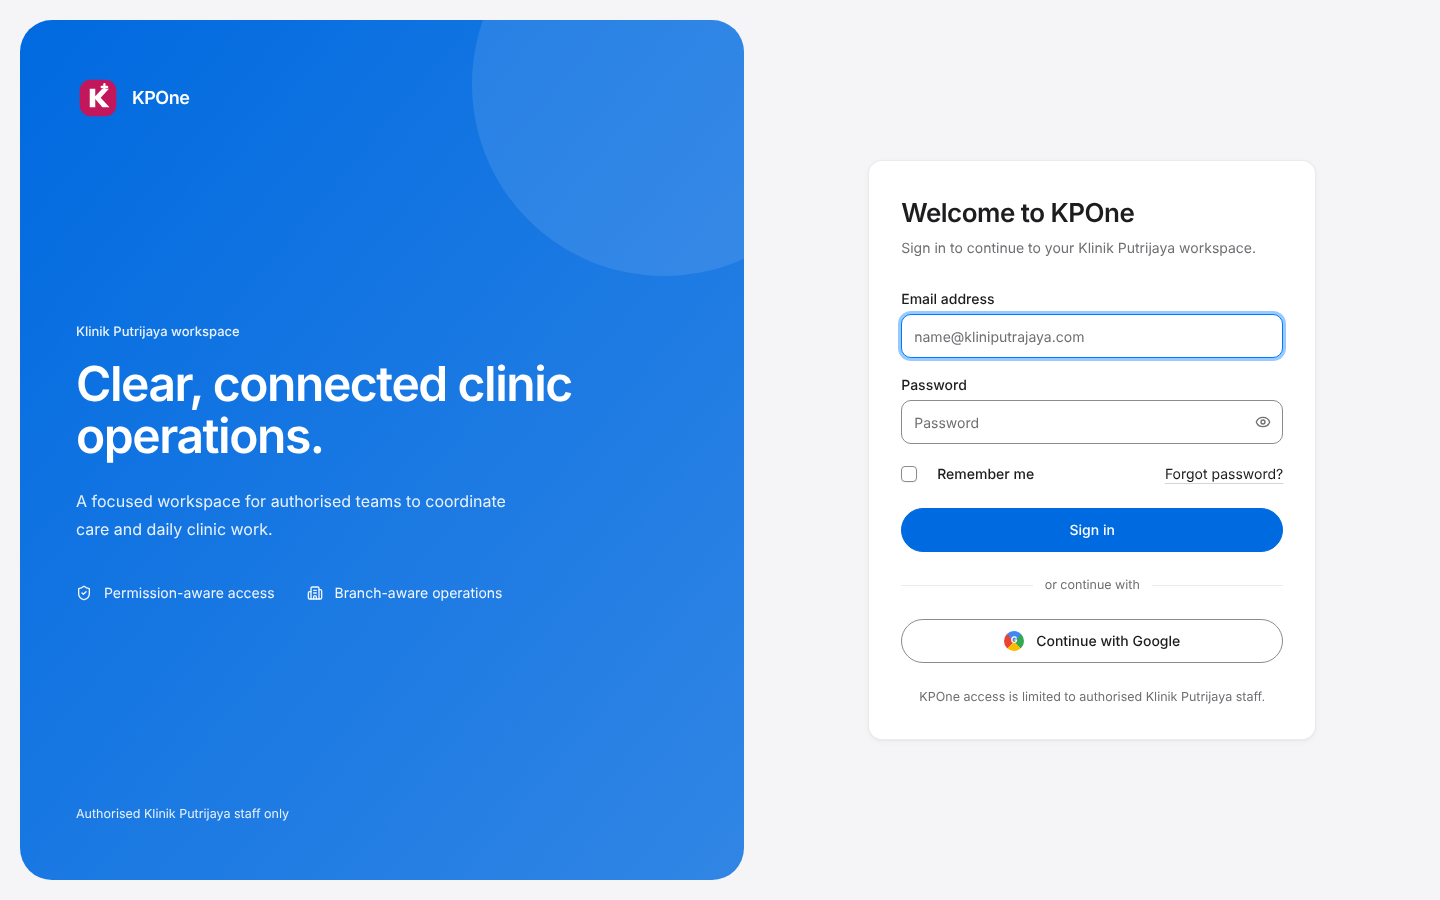 KPOne
Klinik Putrijaya workspace
Clear, connected clinic
operations.
A focused workspace for authorised teams to coordinate
care and daily clinic work.
Permission-aware access
Branch-aware operations
Authorised Klinik Putrijaya staff only
Welcome to KPOne
Sign in to continue to your Klinik Putrijaya workspace.
Email address
name@kliniputrajaya.com
Password
Password
Remember me
Forgot password?
Sign in
or continue with
G
Continue with Google
KPOne access is limited to authorised Klinik Putrijaya staff.